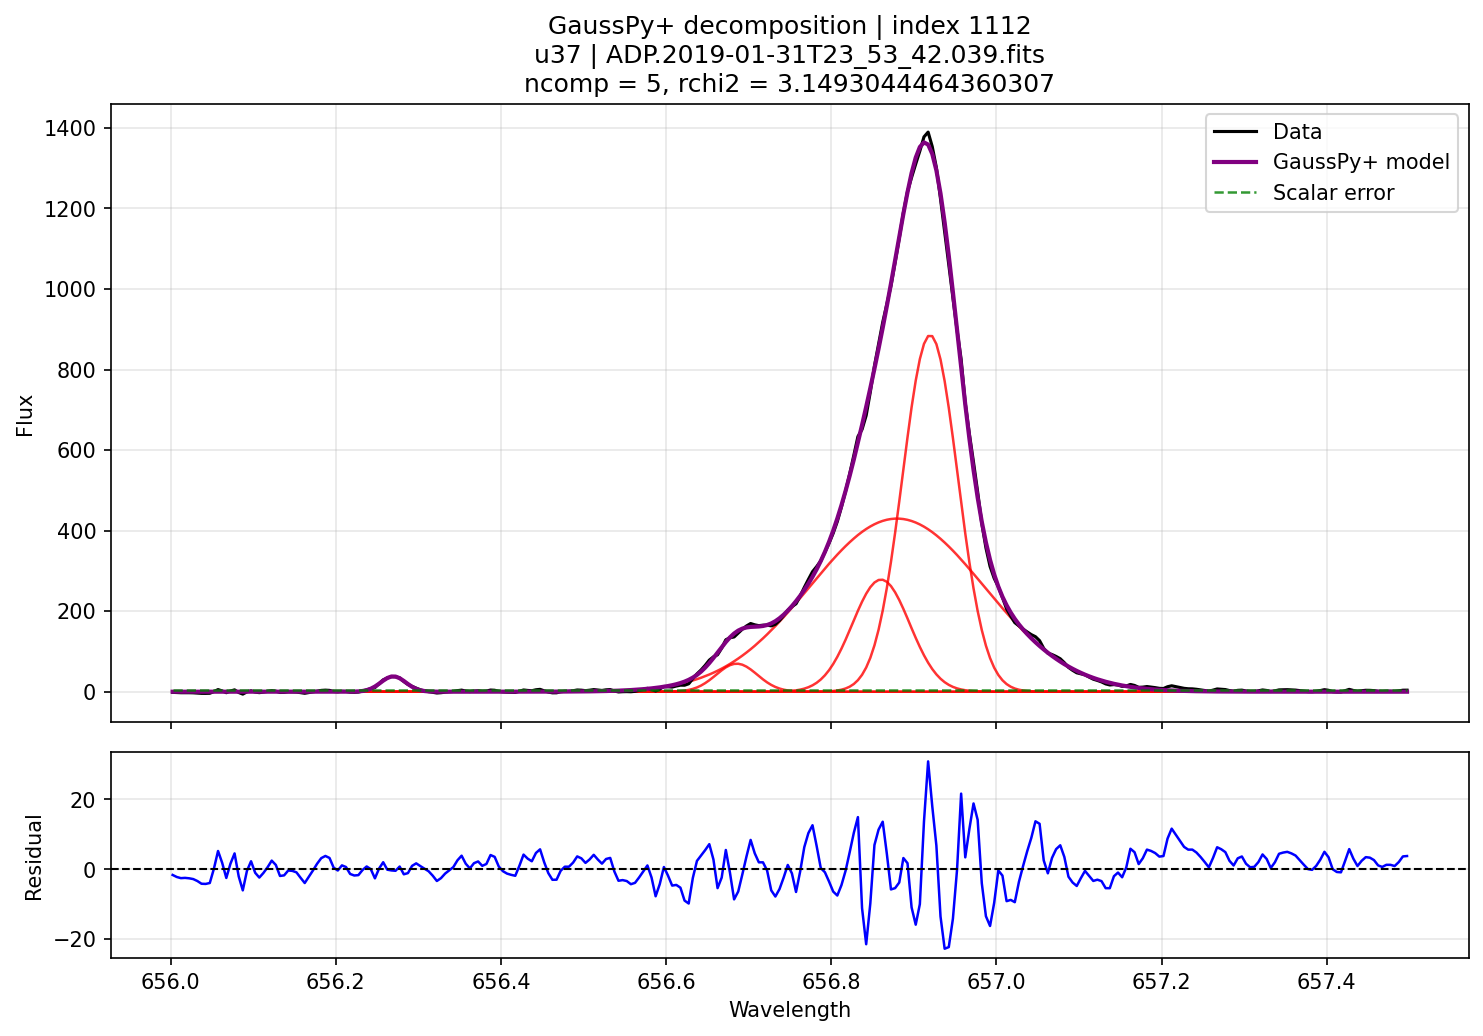 GaussPy+ decomposition | index 1112
u37 | ADP.2019-01-31T23_53_42.039.fits
ncomp = 5, rchi2 = 3.1493044464360307
Data
GaussPy+ model
Scalar error
1400
1200
1000
800
600
400
200
0
Flux
20
0
−20
Residual
656.0 656.2 656.4 656.6 656.8 657.0 657.2 657.4
Wavelength